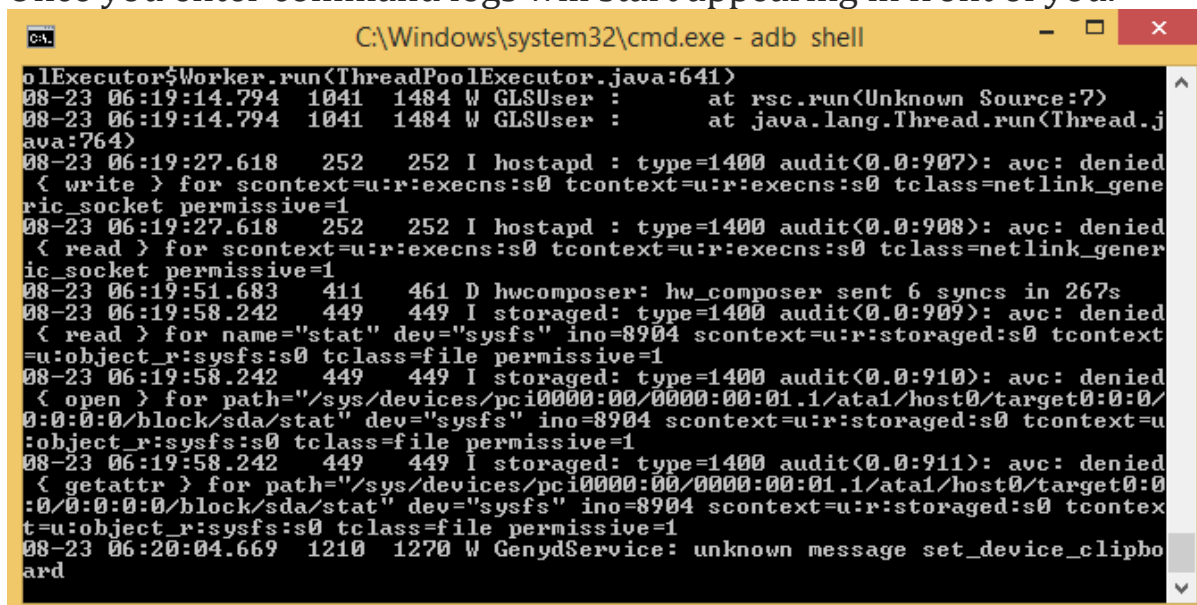 Once you enter command logs will start appearing in front of you.
C:\Windows\system32\cmd.exe - adb shell
olExecutor$Worker.run(ThreadPoolExecutor.java:641)
08-23 06:19:14.794  1041  1484 W GLSUser :      at rsc.run(Unknown Source:7)
08-23 06:19:14.794  1041  1484 W GLSUser :      at java.lang.Thread.run(Thread.j
ava:764)
08-23 06:19:27.618   252   252 I hostapd : type=1400 audit(0.0:907): avc: denied
 { write } for scontext=u:r:execns:s0 tcontext=u:r:execns:s0 tclass=netlink_gene
ric_socket permissive=1
08-23 06:19:27.618   252   252 I hostapd : type=1400 audit(0.0:908): avc: denied
 { read } for scontext=u:r:execns:s0 tcontext=u:r:execns:s0 tclass=netlink_gener
ic_socket permissive=1
08-23 06:19:51.683   411   461 D hwcomposer: hw_composer sent 6 syncs in 267s
08-23 06:19:58.242   449   449 I storaged: type=1400 audit(0.0:909): avc: denied
 { read } for name="stat" dev="sysfs" ino=8904 scontext=u:r:storaged:s0 tcontext
=u:object_r:sysfs:s0 tclass=file permissive=1
08-23 06:19:58.242   449   449 I storaged: type=1400 audit(0.0:910): avc: denied
 { open } for path="/sys/devices/pci0000:00/0000:00:01.1/ata1/host0/target0:0:0/
0:0:0:0/block/sda/stat" dev="sysfs" ino=8904 scontext=u:r:storaged:s0 tcontext=u
:object_r:sysfs:s0 tclass=file permissive=1
08-23 06:19:58.242   449   449 I storaged: type=1400 audit(0.0:911): avc: denied
 { getattr } for path="/sys/devices/pci0000:00/0000:00:01.1/ata1/host0/target0:0
:0/0:0:0:0/block/sda/stat" dev="sysfs" ino=8904 scontext=u:r:storaged:s0 tcontex
t=u:object_r:sysfs:s0 tclass=file permissive=1
08-23 06:20:04.669  1210  1270 W GenydService: unknown message set_device_clipbo
ard